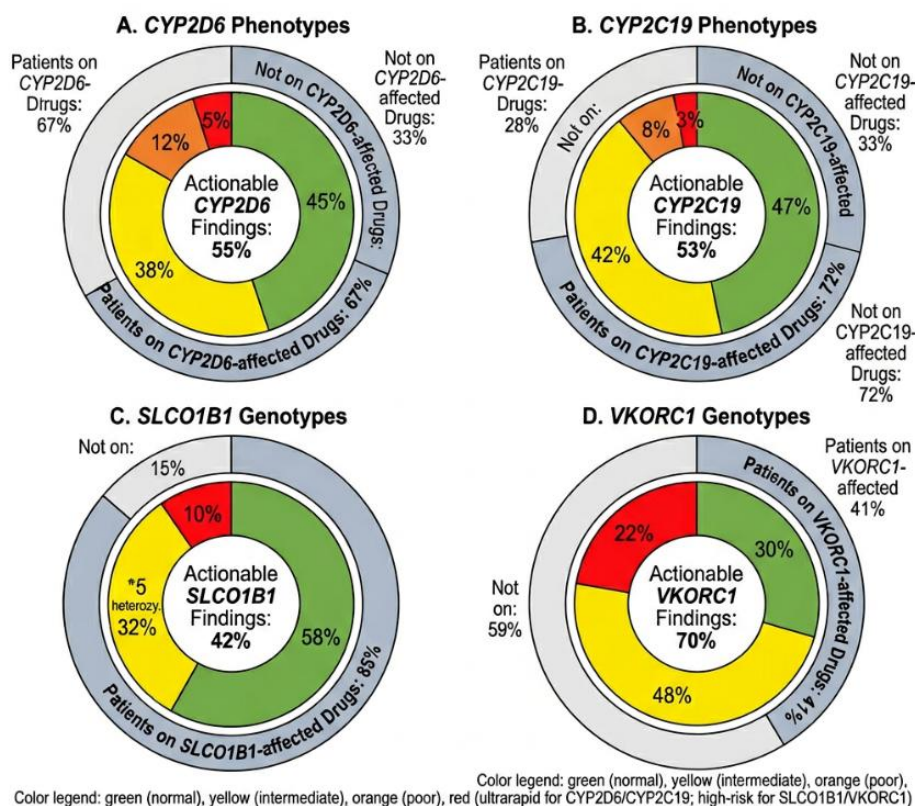 A. CYP2D6 Phenotypes
Patients on
CYP2D6-
Drrugs:
67%
Not on CYP2D6-affected Drugs:
Not on
CYP2D6-
affected
Drugs:
33%
5%
12%
45%
38%
Actionable
CYP2D6
Findings:
55%
Patients on CYP2D6-affected Drugs: 67%
B. CYP2C19 Phenotypes
Patients on
CYP2C19-
Drugs:
28%
Not on:
Not on CYP2C19-affected
Not on
CYP2C19-
affected
Drugs:
33%
3%
8%
47%
42%
Actionable
CYP2C19
Findings:
53%
Patients on CYP2C19-affected Drugs: 72%
Not on
CYP2C19-
affected
Drugs:
72%
C. SLCO1B1 Genotypes
Not on:
15%
10%
*5
heterozy.
32%
58%
Actionable
SLCO1B1
Findings:
42%
Patients on SLCO1B1-affected Drugs: 85%
D. VKORC1 Genotypes
Patients on
VKORC1-
affected
41%
Patients on VKORC1-affected Drugs: 41%
22%
30%
Not on:
59%
48%
Actionable
VKORC1
Findings:
70%
Color legend: green (normal), yellow (intermediate), orange (poor),
Color legend: green (normal), yellow (intermediate), orange (poor), red (ultrarapid for CYP2D6/CYP2C19; high-risk for SLCO1B1/VKORC1)